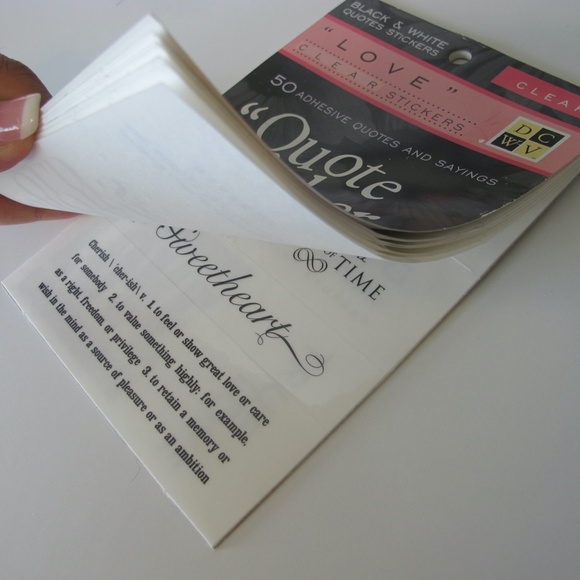 BLACK & WHITE
QUOTES STICKERS
"LOVE"
CLEAR STICKERS
50 ADHESIVE QUOTES AND SAYINGS
DC
WV
"Quote
OF TIME
Sweetheart
Cherish \ 'cher-ish\ v. 1. to feel or show great love or care
for somebody 2. to value something highly: for example,
as a right, freedom or privilege 3. to retain a memory or
wish in the mind as a source of pleasure or as an ambition